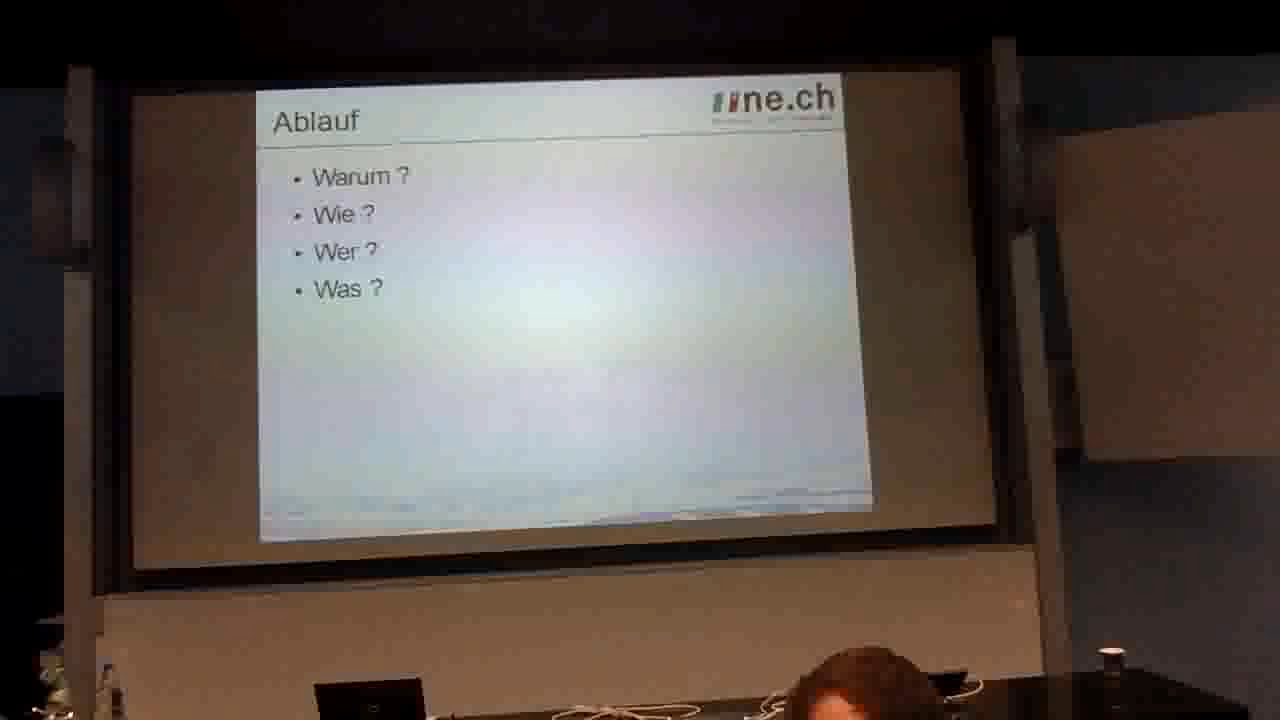 Ablauf
ne.ch
• Warum ?
• Wie ?
• Wer ?
• Was ?